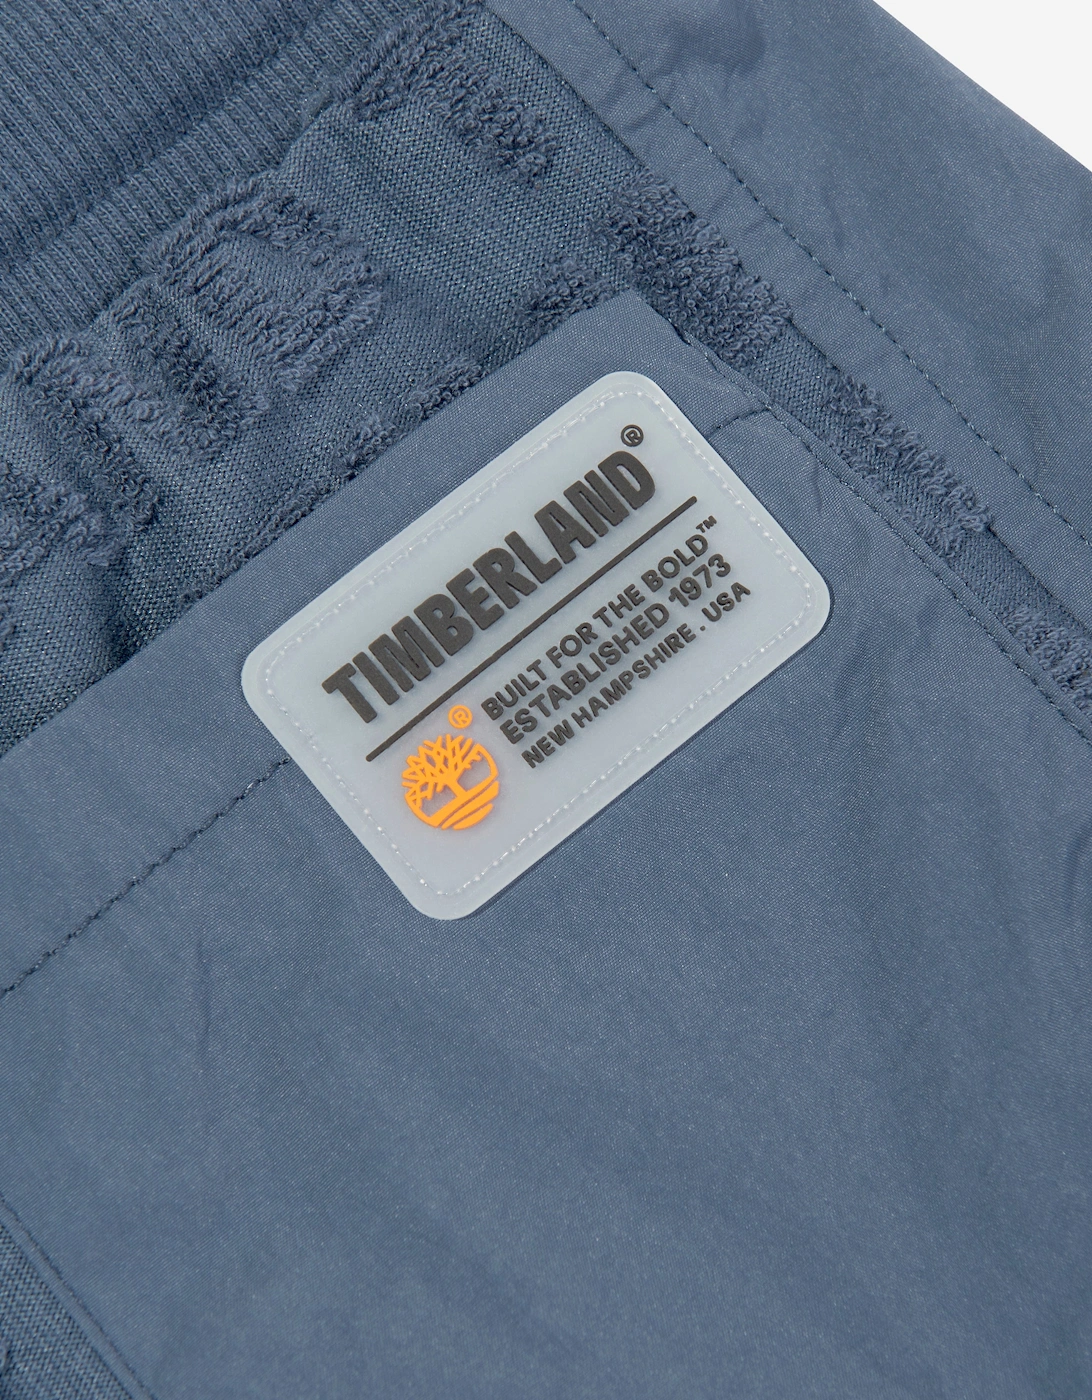 TIMBERLAND®
BUILT FOR THE BOLD™
ESTABLISHED 1973
NEW HAMPSHIRE . USA
®